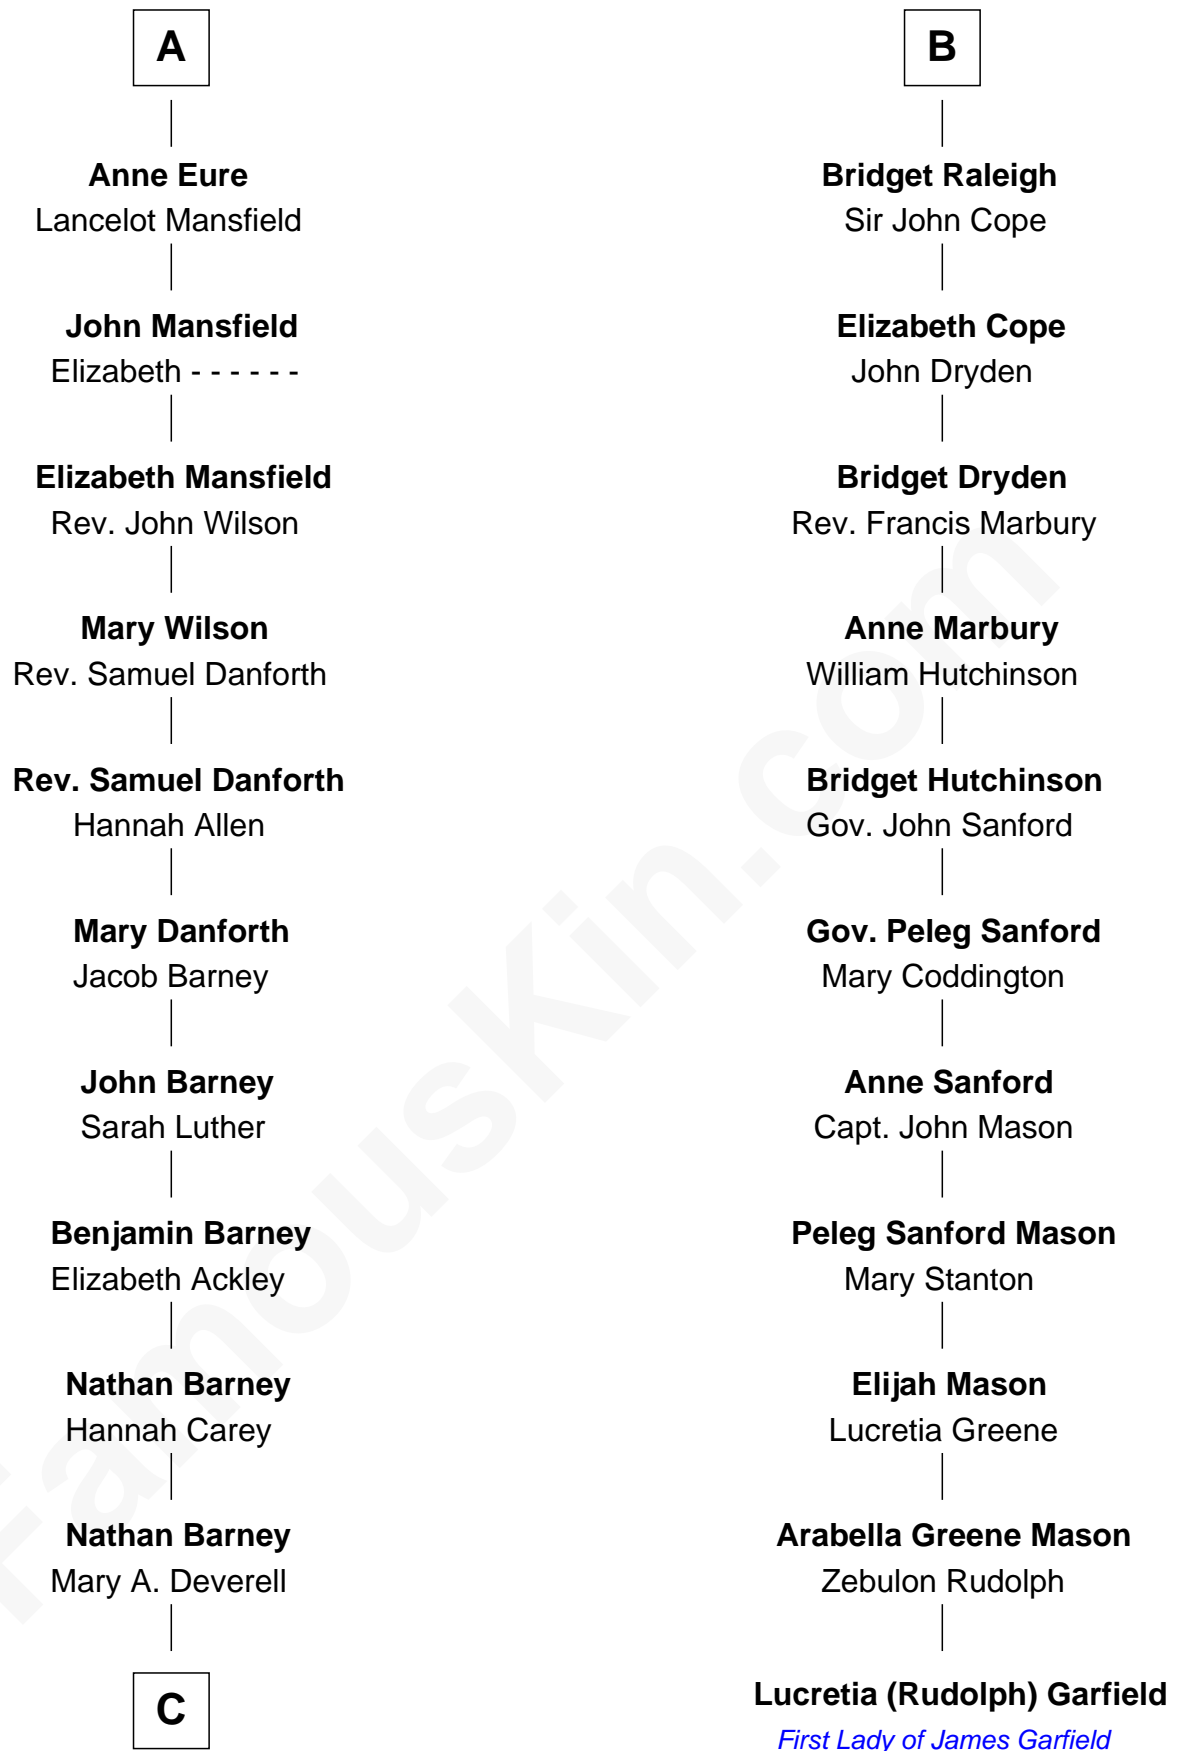 A
Anne Eure
Lancelot Mansfield
John Mansfield
Elizabeth - - - - - -
Elizabeth Mansfield
Rev. John Wilson
Mary Wilson
Rev. Samuel Danforth
Rev. Samuel Danforth
Hannah Allen
Mary Danforth
Jacob Barney
John Barney
Sarah Luther
Benjamin Barney
Elizabeth Ackley
Nathan Barney
Hannah Carey
Nathan Barney
Mary A. Deverell
C
B
Bridget Raleigh
Sir John Cope
Elizabeth Cope
John Dryden
Bridget Dryden
Rev. Francis Marbury
Anne Marbury
William Hutchinson
Bridget Hutchinson
Gov. John Sanford
Gov. Peleg Sanford
Mary Coddington
Anne Sanford
Capt. John Mason
Peleg Sanford Mason
Mary Stanton
Elijah Mason
Lucretia Greene
Arabella Greene Mason
Zebulon Rudolph
Lucretia (Rudolph) Garfield
First Lady of James Garfield
FamousKin.com